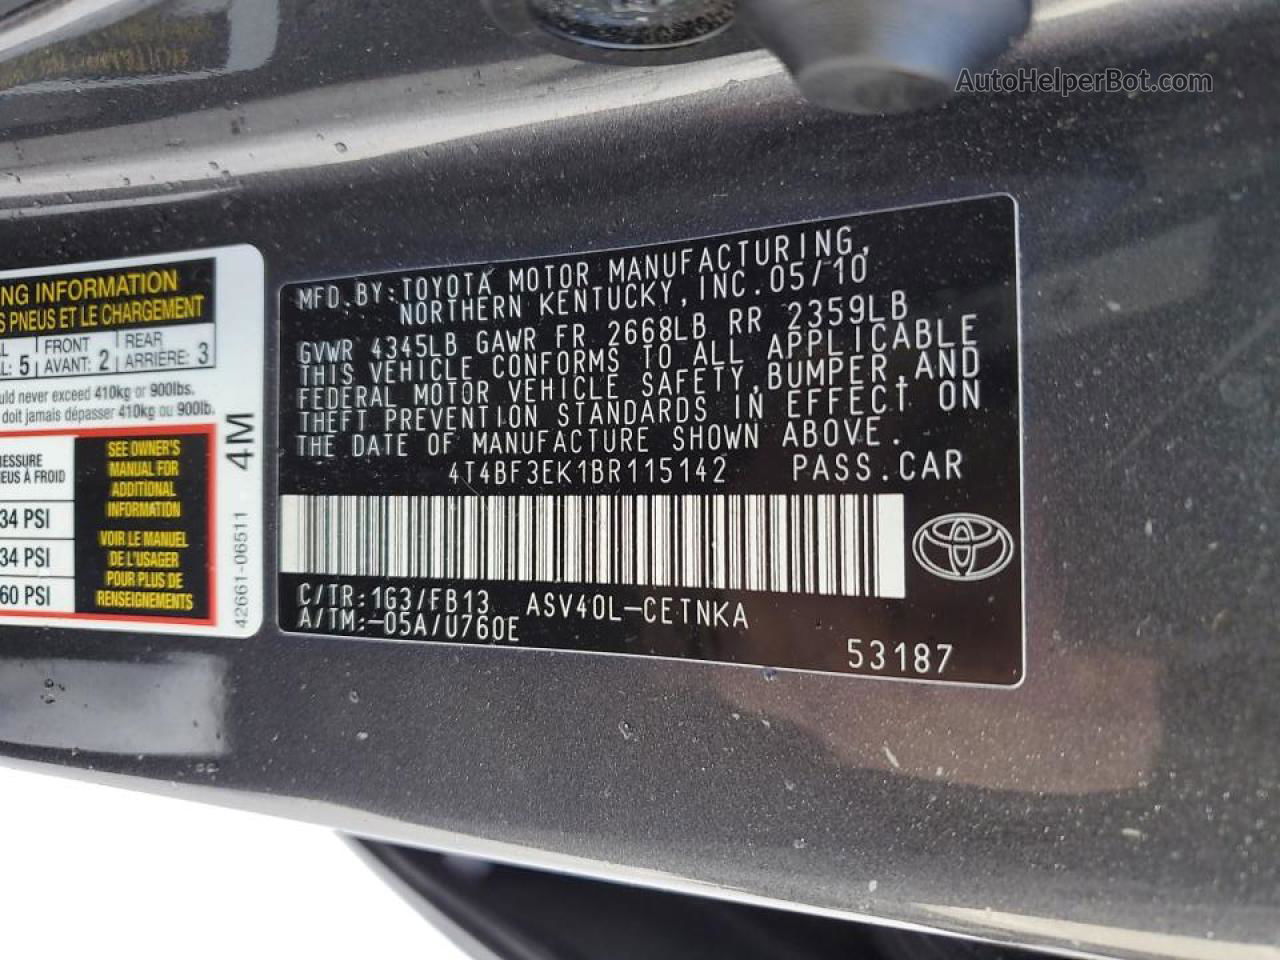 AutoHelperBot.com
NG INFORMATION
S PNEUS ET LE CHARGEMENT
FRONT
REAR
: 5
AVANT: 2
ARRIÈRE: 3
uld never exceed 410kg or 900lbs.
doit jamais dépasser 410kg ou 900lb.
ESSURE
EUS À FROID
34 PSI
34 PSI
60 PSI
SEE OWNER'S
MANUAL FOR
ADDITIONAL
INFORMATION
VOIR LE MANUEL
DE L'USAGER
POUR PLUS DE
RENSEIGNEMENTS
4M
42661-06511
MFD. BY: TOYOTA MOTOR MANUFACTURING,
NORTHERN KENTUCKY, INC. 05/10
GVWR 4345LB GAWR FR 2668LB RR 2359LB
THIS VEHICLE CONFORMS TO ALL APPLICABLE
FEDERAL MOTOR VEHICLE SAFETY, BUMPER, AND
THEFT PREVENTION STANDARDS IN EFFECT ON
THE DATE OF MANUFACTURE SHOWN ABOVE.
4T4BF3EK1BR115142 PASS. CAR
C/TR: 1G3/FB13 ASV40L-CETNKA
A/TM: -05A/U760E
53187